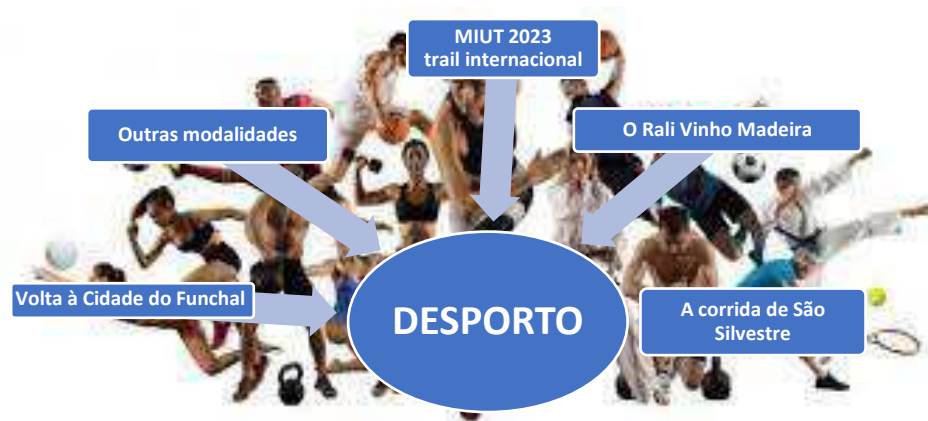 MIUT 2023
trail internacional
Outras modalidades
O Rali Vinho Madeira
Volta à Cidade do Funchal
DESPORTO
A corrida de São
Silvestre